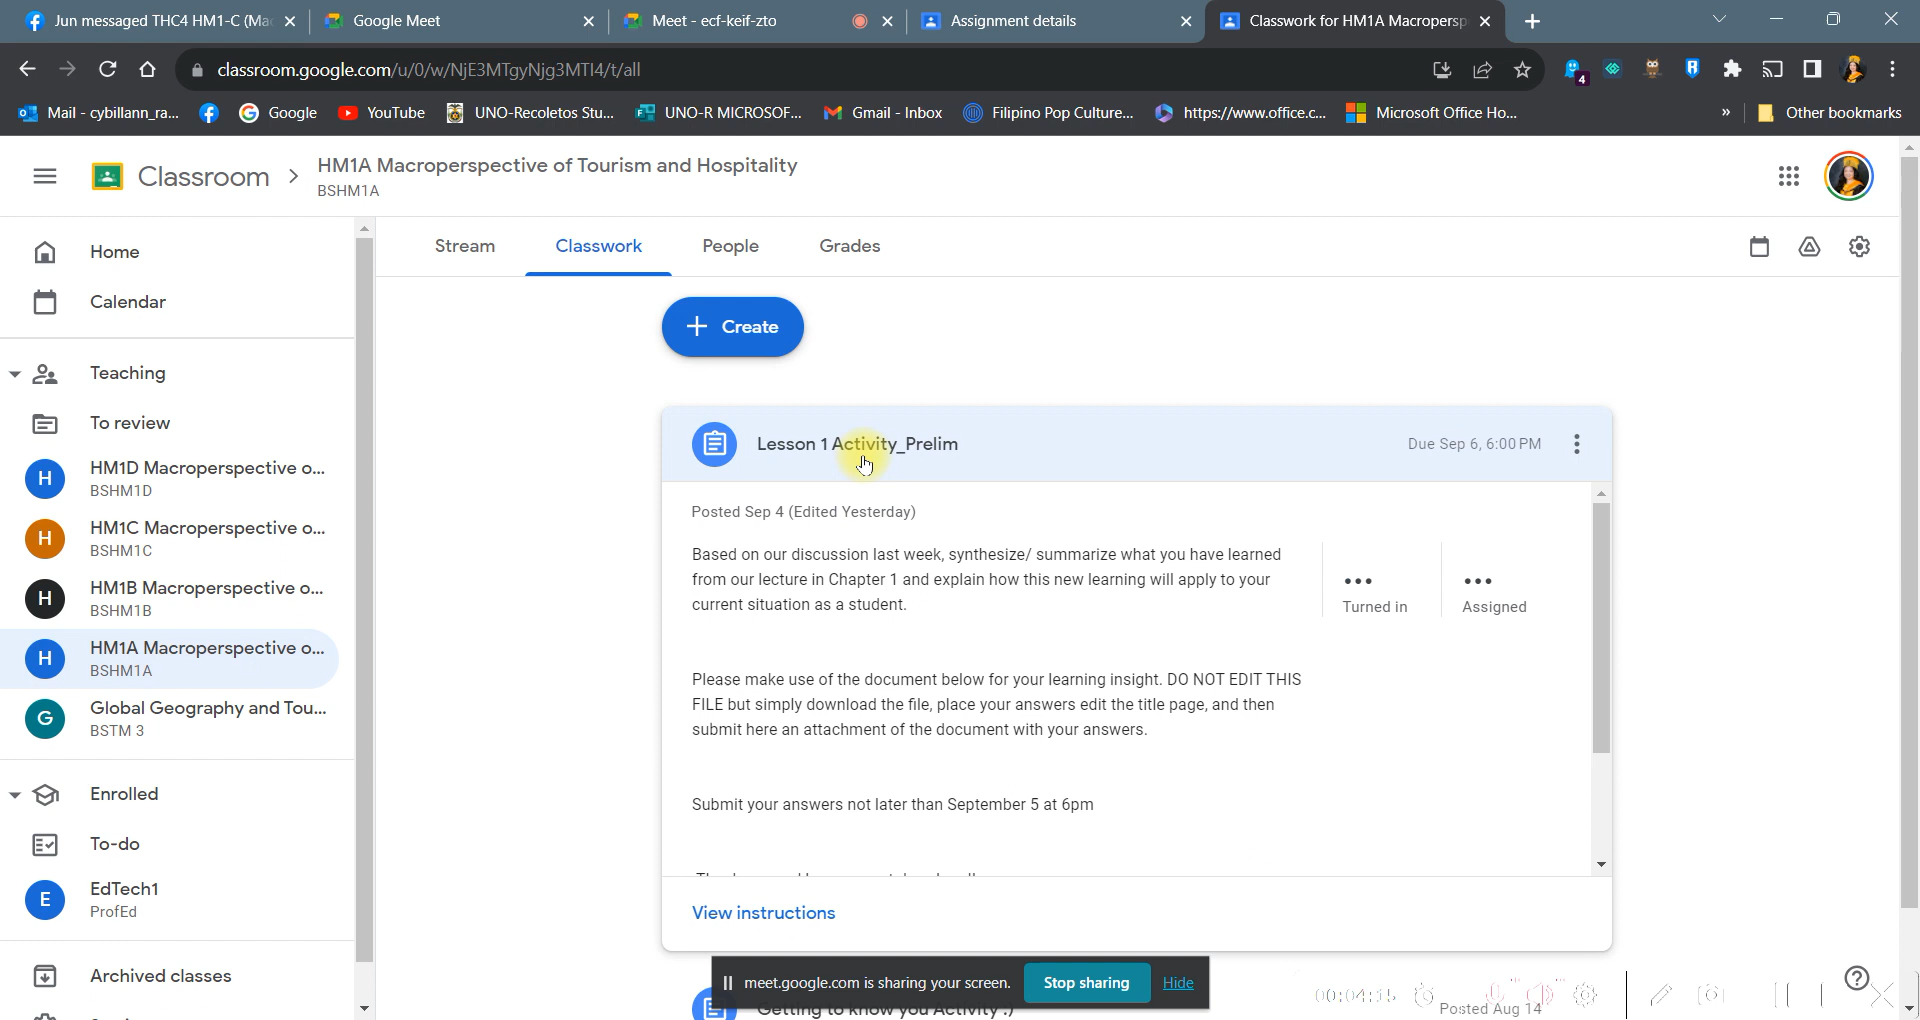 Jun messaged THC4 HM1-C (Ma
Google Meet
Meet - ecf-keif-zto
Assignment details
Classwork for HM1A Macropersp
classroom.google.com/u/0/w/NjE3MTgyNjg3MTI4/t/all
4
Mail - cybillann_ra...
Google
YouTube
UNO-Recoletos Stu...
UNO-R MICROSOF...
Gmail - Inbox
Filipino Pop Culture...
https://www.office.c...
Microsoft Office Ho...
»
Other bookmarks
Classroom
HM1A Macroperspective of Tourism and Hospitality
BSHM1A
Home
Calendar
Teaching
To review
H
HM1D Macroperspective o...
BSHM1D
H
HM1C Macroperspective o...
BSHM1C
H
HM1B Macroperspective o...
BSHM1B
H
HM1A Macroperspective o...
BSHM1A
G
Global Geography and Tou...
BSTM 3
Enrolled
To-do
E
EdTech1
ProfEd
Archived classes
Stream
Classwork
People
Grades
+ Create
Lesson 1 Activity_Prelim
Due Sep 6, 6:00 PM
Posted Sep 4 (Edited Yesterday)
Based on our discussion last week, synthesize/ summarize what you have learned
from our lecture in Chapter 1 and explain how this new learning will apply to your
current situation as a student.
•••
Turned in
•••
Assigned
Please make use of the document below for your learning insight. DO NOT EDIT THIS
FILE but simply download the file, place your answers edit the title page, and then
submit here an attachment of the document with your answers.
Submit your answers not later than September 5 at 6pm
View instructions
meet.google.com is sharing your screen.
Stop sharing
Hide
Getting to know you Activity :)
Posted Aug 14
00:04:15